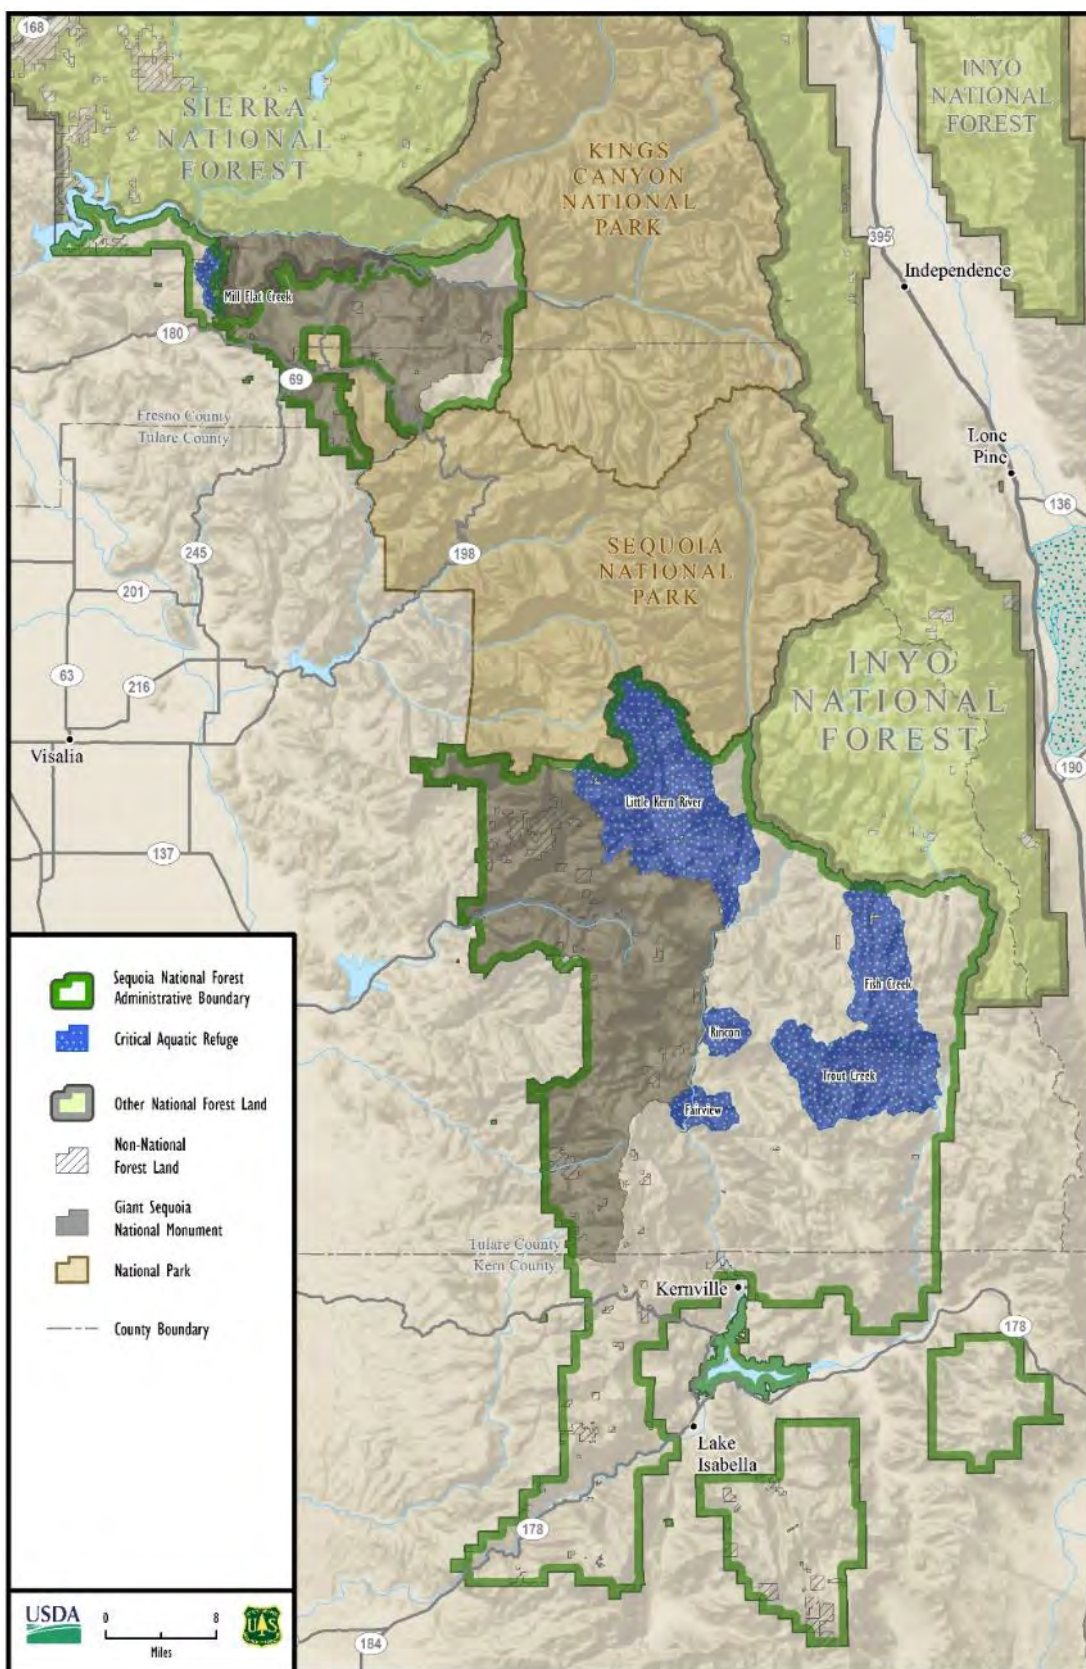 168
SIERRA
NATIONAL
FOREST
KINGS
CANYON
NATIONAL
PARK
INYO
NATIONAL
FOREST
395
Independence
Mill Flat Creek
180
69
Fresno County
Tulare County
Lone
Pine
136
245
198
201
SEQUOIA
NATIONAL
PARK
63
216
Visalia
INYO
NATIONAL
FOREST
190
Little Kern River
137
Fish Creek
Rincon
Trout Creek
Fairview
Sequoia National Forest
Administrative Boundary
Critical Aquatic Refuge
Other National Forest Land
Non-National
Forest Land
Giant Sequoia
National Monument
National Park
County Boundary
Tulare County
Kern County
Kernville
178
Lake
Isabella
178
184
USDA
0 8
Miles
U S